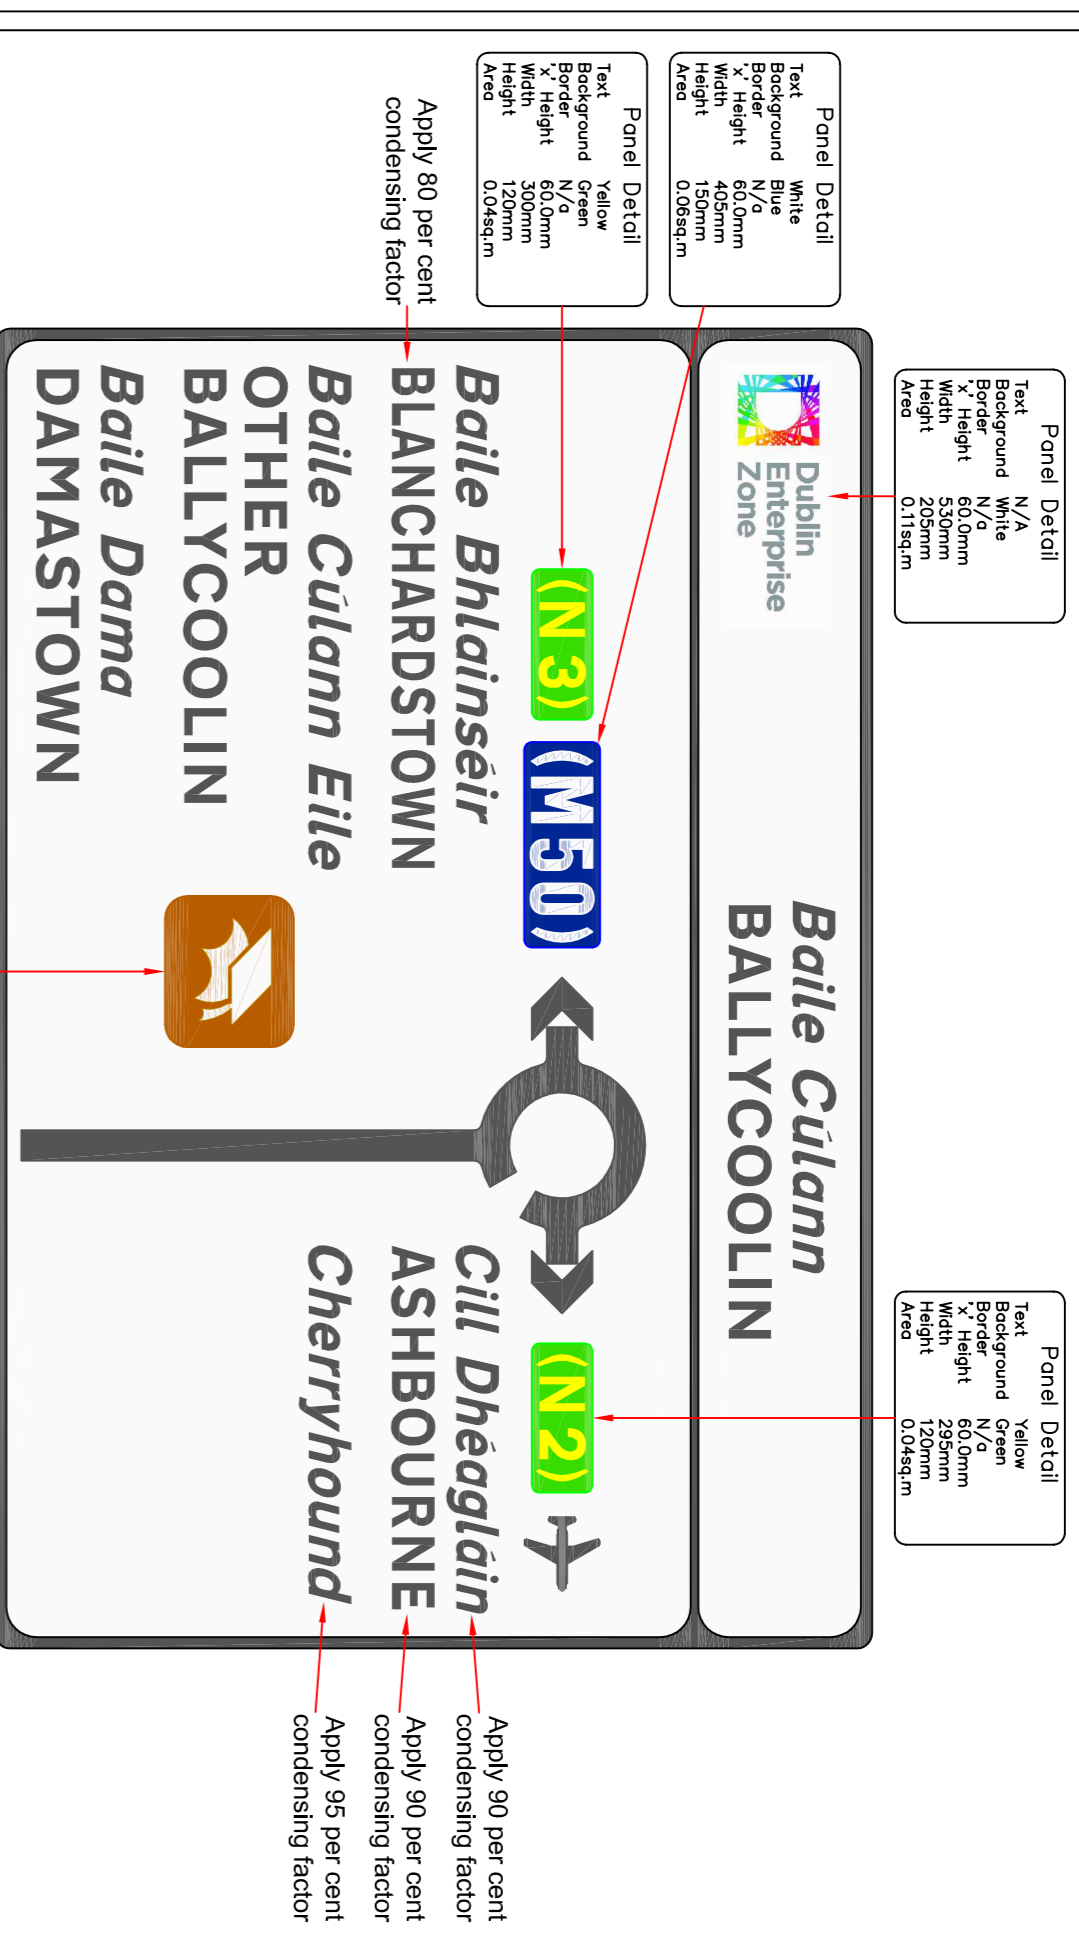 Panel Detail
Text N/A
Background White
Border N/a
'x' Height 60.0mm
Width 530mm
Height 205mm
Area 0.11sq.m
Panel Detail
Text Yellow
Background Green
Border N/a
'x' Height 60.0mm
Width 295mm
Height 120mm
Area 0.04sq.m
Panel Detail
Text White
Background Blue
Border N/a
'x' Height 60.0mm
Width 405mm
Height 150mm
Area 0.06sq.m
Panel Detail
Text Yellow
Background Green
Border N/a
'x' Height 60.0mm
Width 300mm
Height 120mm
Area 0.04sq.m
Apply 80 per cent
condensing factor
Dublin
Enterprise
Zone
Baile Cúlann
BALLYCOOLIN
(N3)
(M50)
Baile Bhlainséir
BLANCHARDSTOWN
Baile Cúlann Eile
OTHER
BALLYCOOLIN
Baile Dama
DAMASTOWN
(N2)
Cill Dhéagláin
ASHBOURNE
Cherryhound
Apply 90 per cent
condensing factor
Apply 90 per cent
condensing factor
Apply 95 per cent
condensing factor